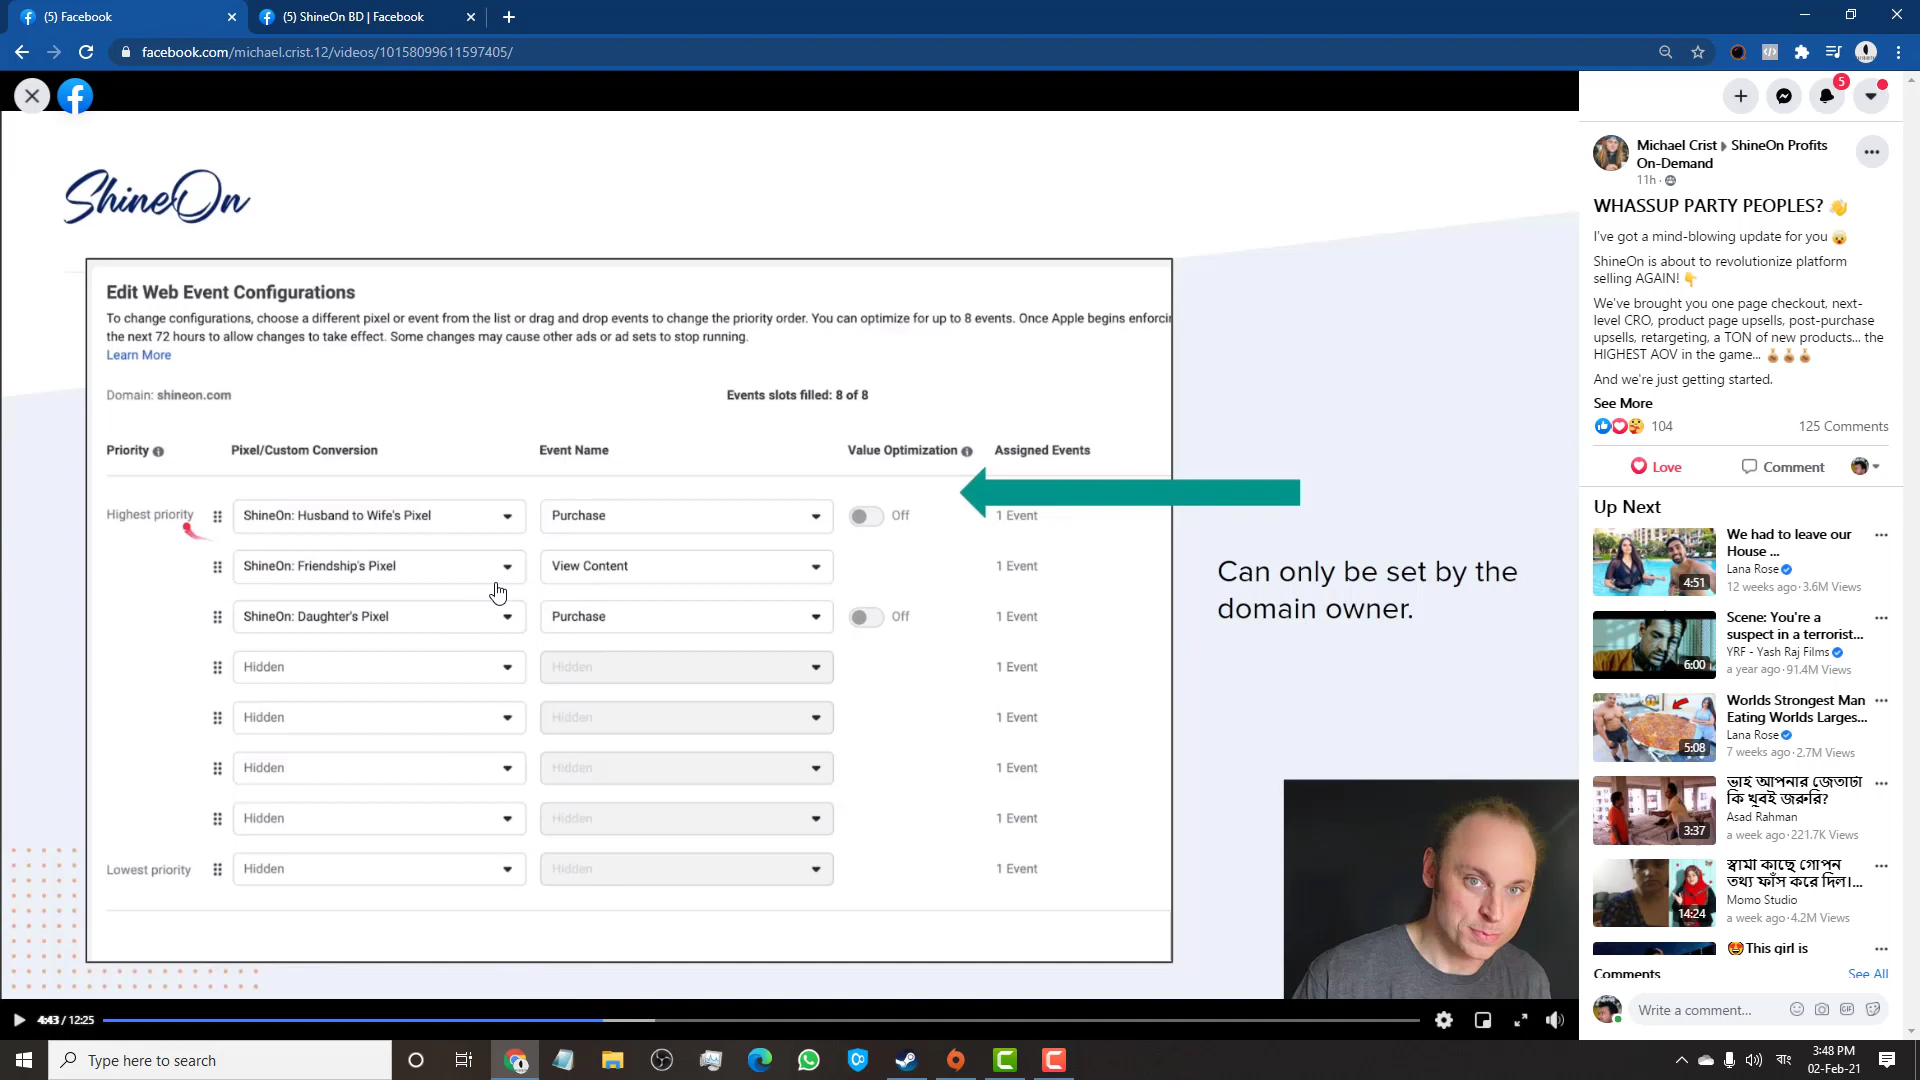 (5) Facebook
(5) ShineOn BD | Facebook
facebook.com/michael.crist.12/videos/10158099611597405/
ShineOn
Edit Web Event Configurations
To change configurations, choose a different pixel or event from the list or drag and drop events to change the priority order. You can optimize for up to 8 events. Once Apple begins
the next 72 hours to allow changes to take effect. Some changes may cause other ads or ad sets to stop running.
Learn More
Domain: shineon.com
Events slots filled: 8 of 8
Priority Pixel/Custom Conversion Event Name Value Optimization Assigned Events
Highest priority ShineOn: Husband to Wife's Pixel Purchase Off 1 Event
ShineOn: Friendship's Pixel View Content 1 Event
ShineOn: Daughter's Pixel Purchase Off 1 Event
Hidden Hidden 1 Event
Hidden Hidden 1 Event
Hidden Hidden 1 Event
Hidden Hidden 1 Event
Lowest priority Hidden Hidden 1 Event
Can only be set by the
domain owner.
4:43 / 12:25
5
Michael Crist ShineOn Profits
On-Demand
11h ·
WHASSUP PARTY PEOPLES? 👋
I've got a mind-blowing update for you 🤯
ShineOn is about to revolutionize platform
selling AGAIN! 👇
We've brought you one page checkout, next-
level CRO, product page upsells, post-purchase
upsells, retargeting, a TON of new products... the
HIGHEST AOV in the game... 💰💰💰
And we're just getting started.
See More
104
125 Comments
Love
Comment
Up Next
We had to leave our
House ...
Lana Rose
12 weeks ago · 3.6M Views
4:51
Scene: You're a
suspect in a terrorist...
YRF - Yash Raj Films
a year ago · 91.4M Views
6:00
Worlds Strongest Man
Eating Worlds Larges...
Lana Rose
7 weeks ago · 2.7M Views
5:08
ভাই আপনার জেতাটা
কি খুবই জরুরি?
Asad Rahman
a week ago · 221.7K Views
3:37
স্বামী কাছে গোপন
তথ্য ফাঁস করে দিল।...
Momo Studio
a week ago · 4.2M Views
14:24
😍This girl is
Comments
See All
Write a comment...
GIF
Type here to search
বাং
3:48 PM
02-Feb-21